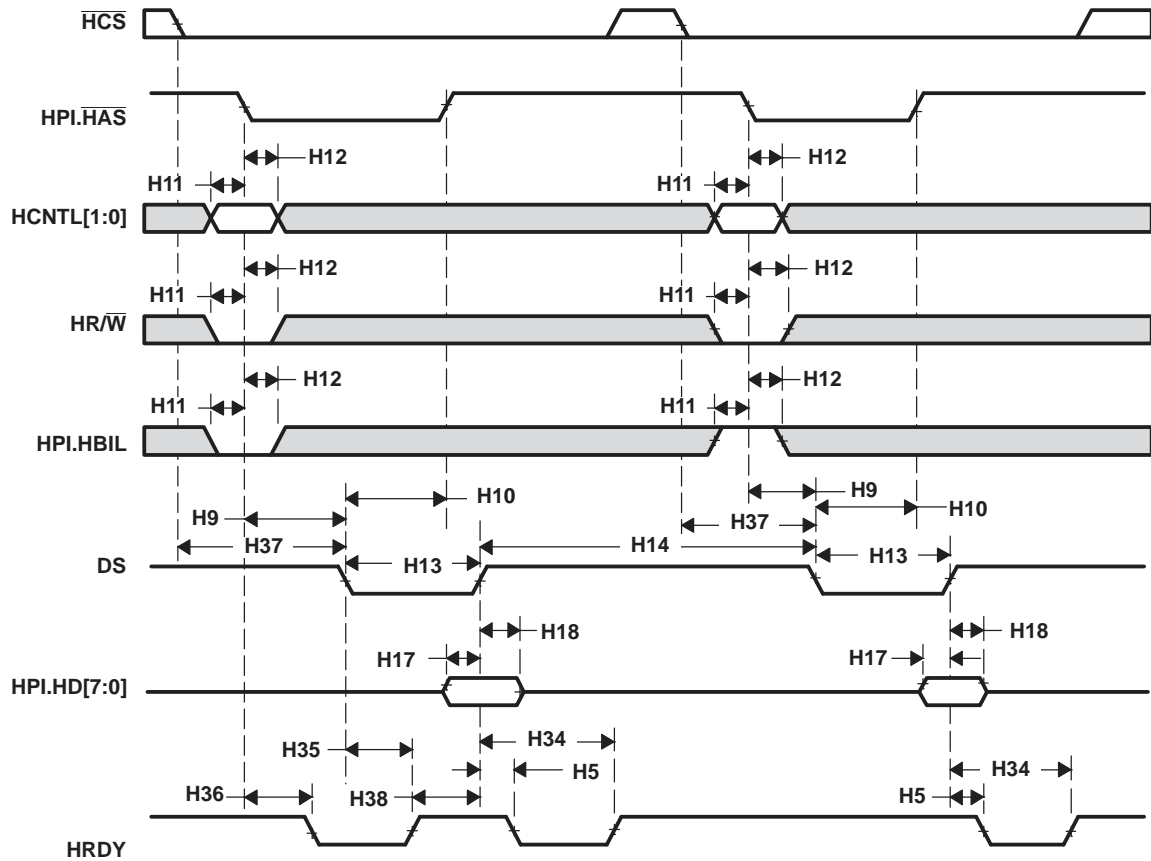 HCS
HPI.HAS
H12 H12
H11 H11
HCNTL[1:0]
H12 H12
H11 H11
HR/W
H12 H12
H11 H11
HPI.HBIL
H10 H9
H9 H10
H37 H37
H14
DS H13 H13
H18 H18
H17 H17
HPI.HD[7:0]
H34
H35
H5 H34
H36 H38 H5
HRDY